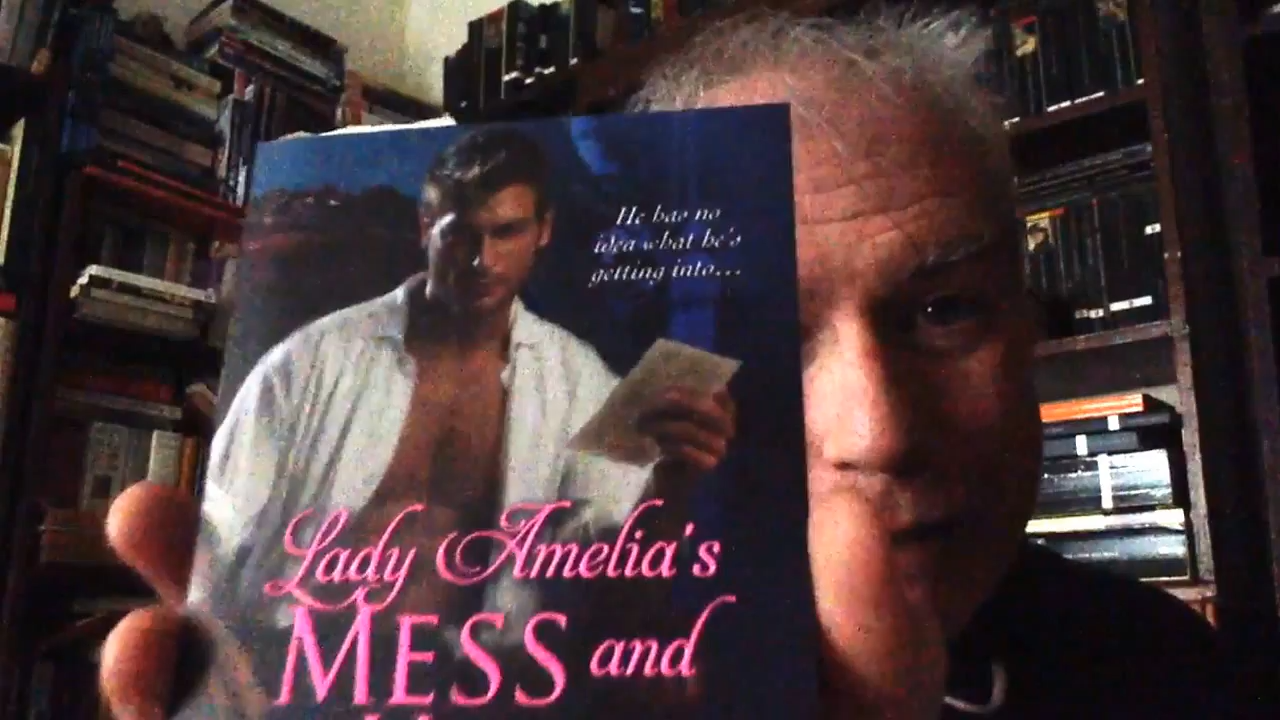 He has no
idea what he's
getting into...
Lady Amelia's
MESS and